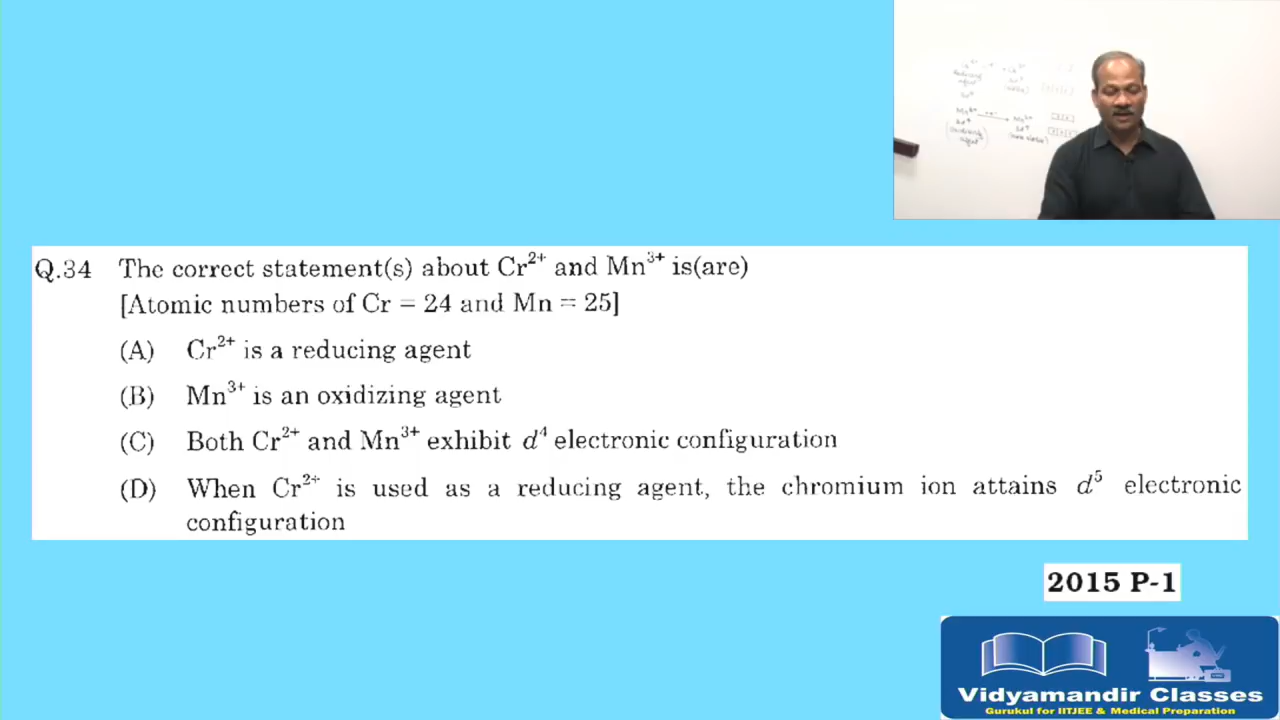 Q.34 The correct statement(s) about Cr²⁺ and Mn³⁺ is(are)
[Atomic numbers of Cr = 24 and Mn = 25]
(A) Cr²⁺ is a reducing agent
(B) Mn³⁺ is an oxidizing agent
(C) Both Cr²⁺ and Mn³⁺ exhibit d⁴ electronic configuration
(D) When Cr²⁺ is used as a reducing agent, the chromium ion attains d⁵ electronic
configuration
2015 P-1
Vidyamandir Classes
Gurukul for IITJEE & Medical Preparation